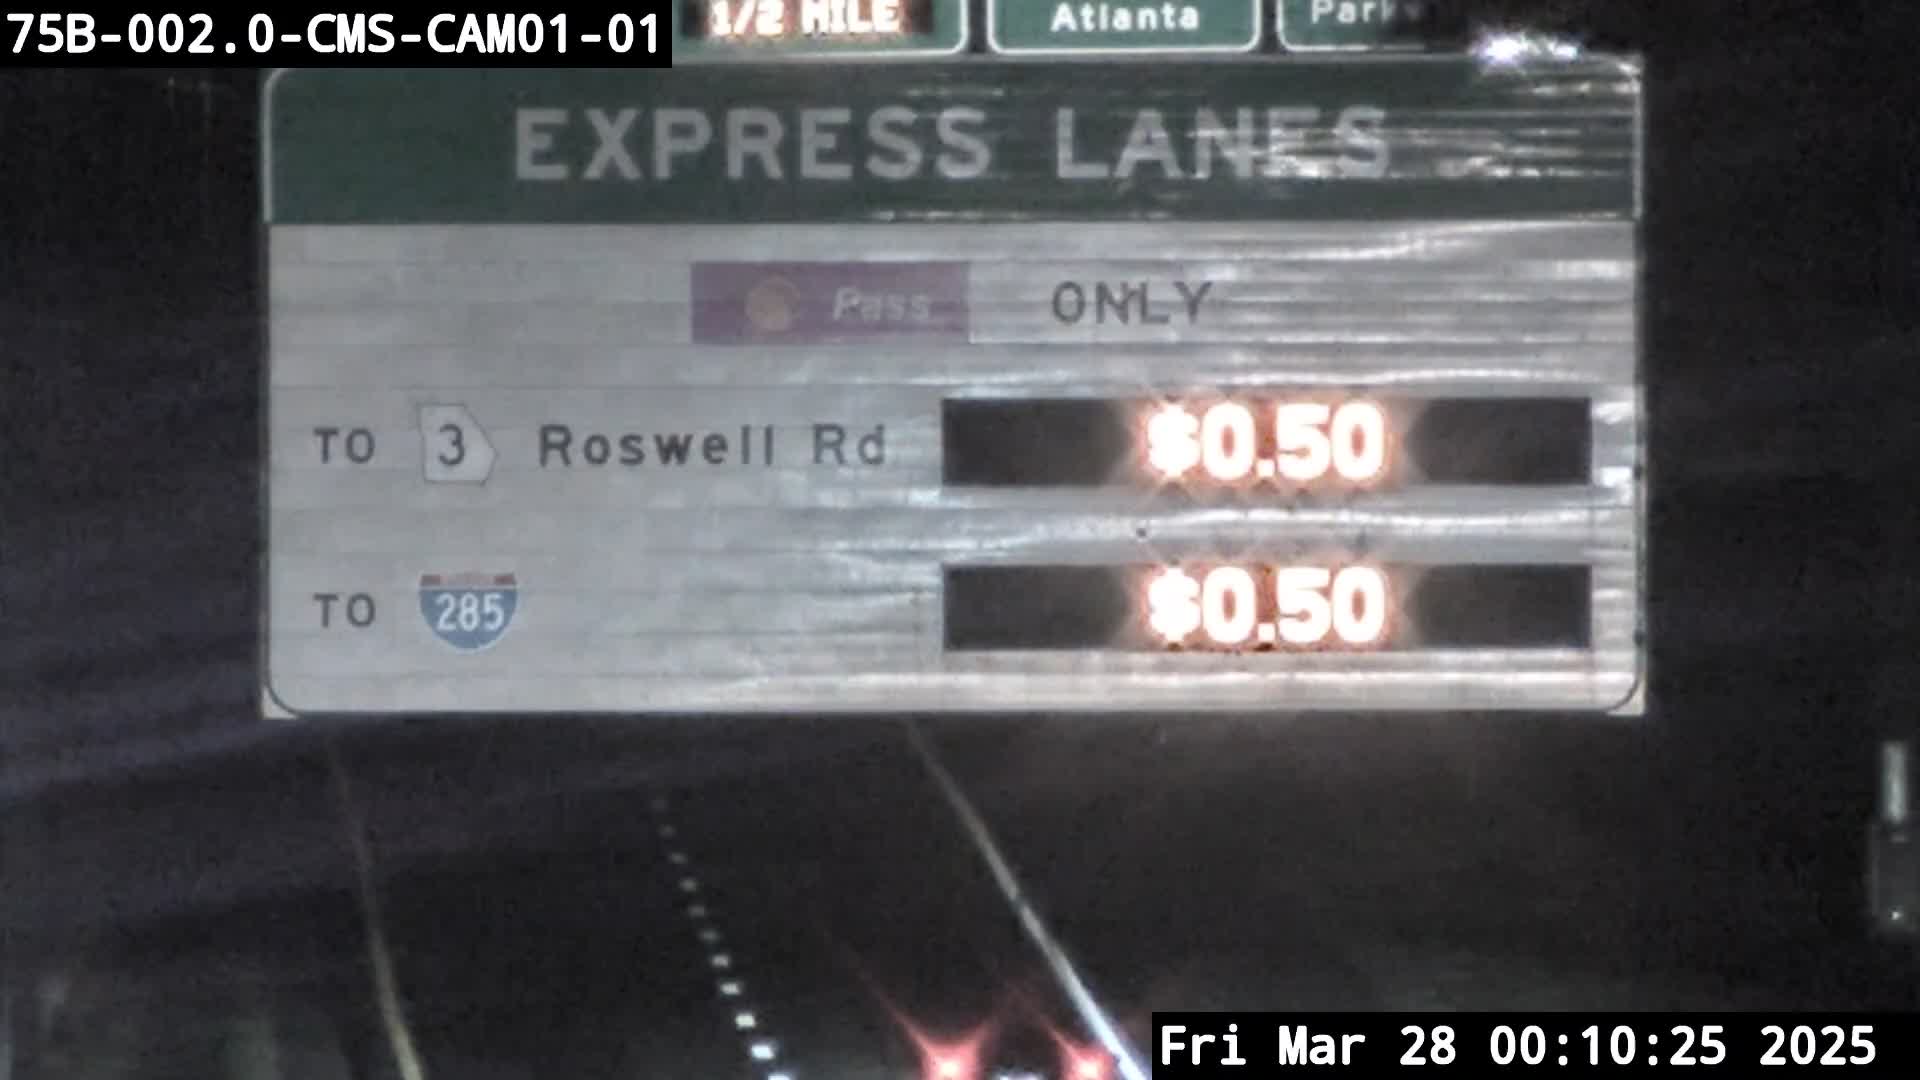 75B-002.0-CMS-CAM01-01
1/2 MILE
Atlanta
EXPRESS LANES
Pass ONLY
TO 3 Roswell Rd $0.50
TO 285 $0.50
Fri Mar 28 00:10:25 2025